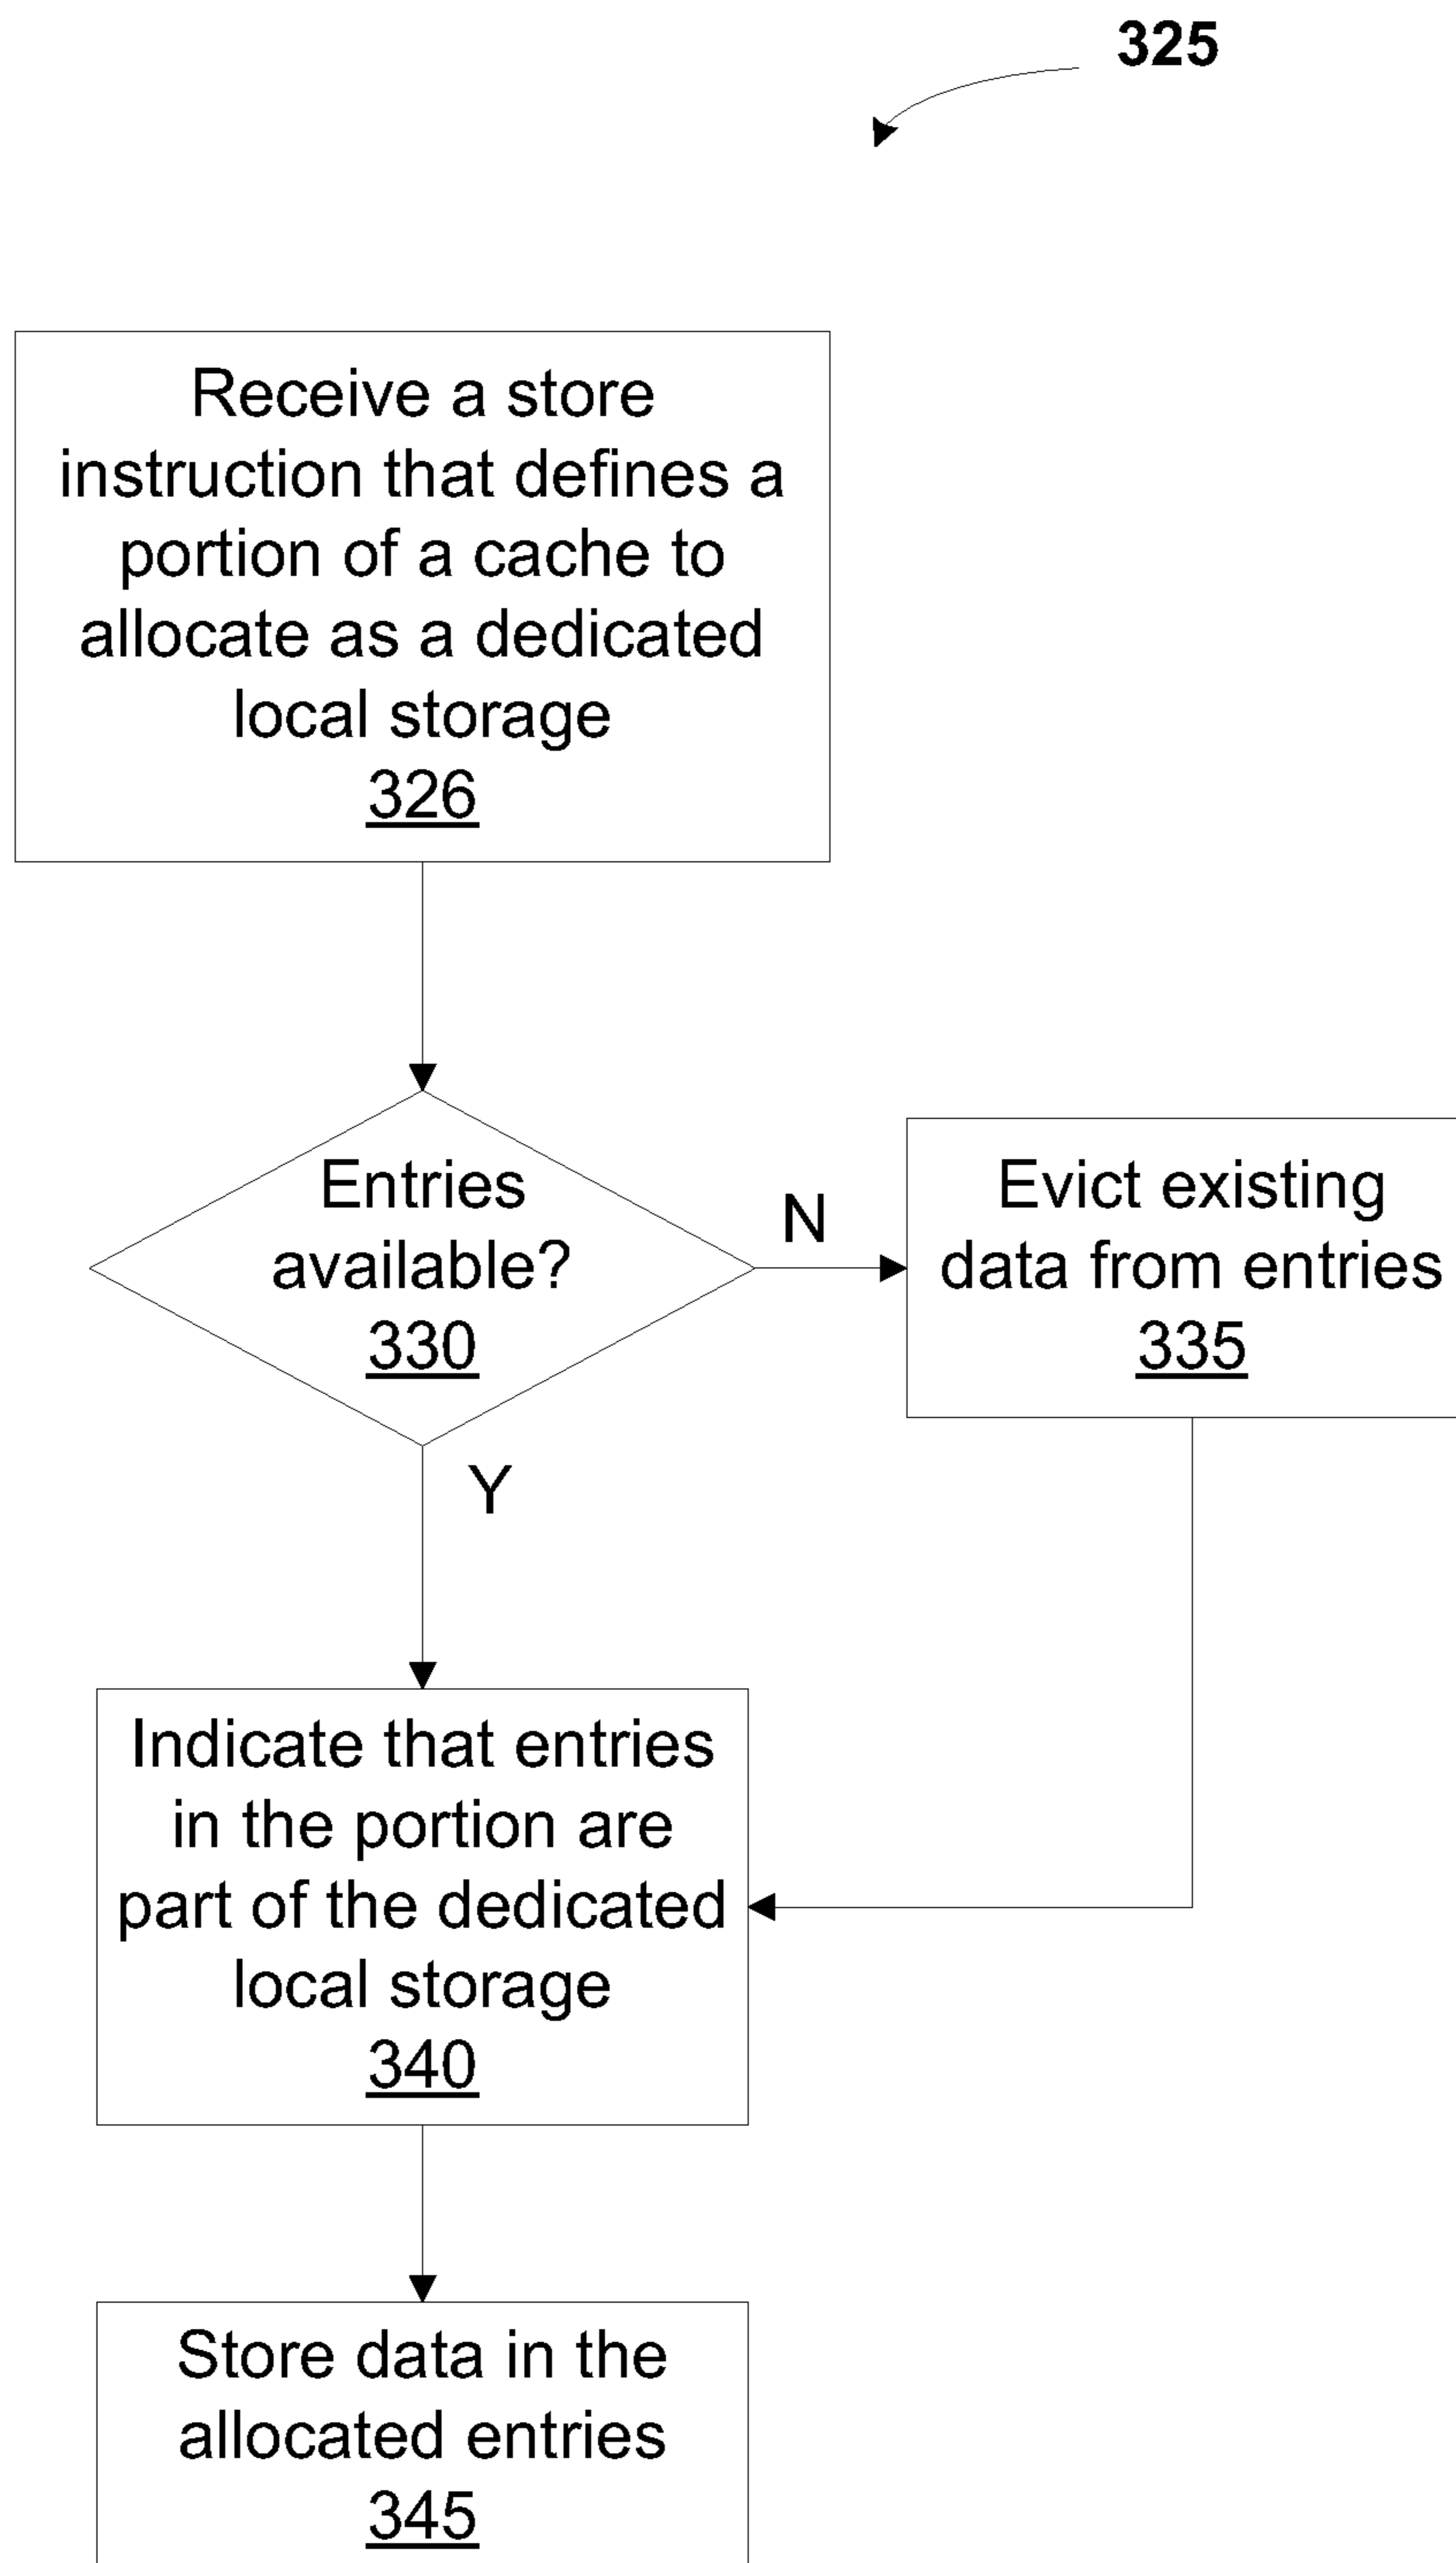 325
Receive a store
instruction that defines a
portion of a cache to
allocate as a dedicated
local storage
326
Entries
available?
330
N
Evict existing
data from entries
335
Y
Indicate that entries
in the portion are
part of the dedicated
local storage
340
Store data in the
allocated entries
345